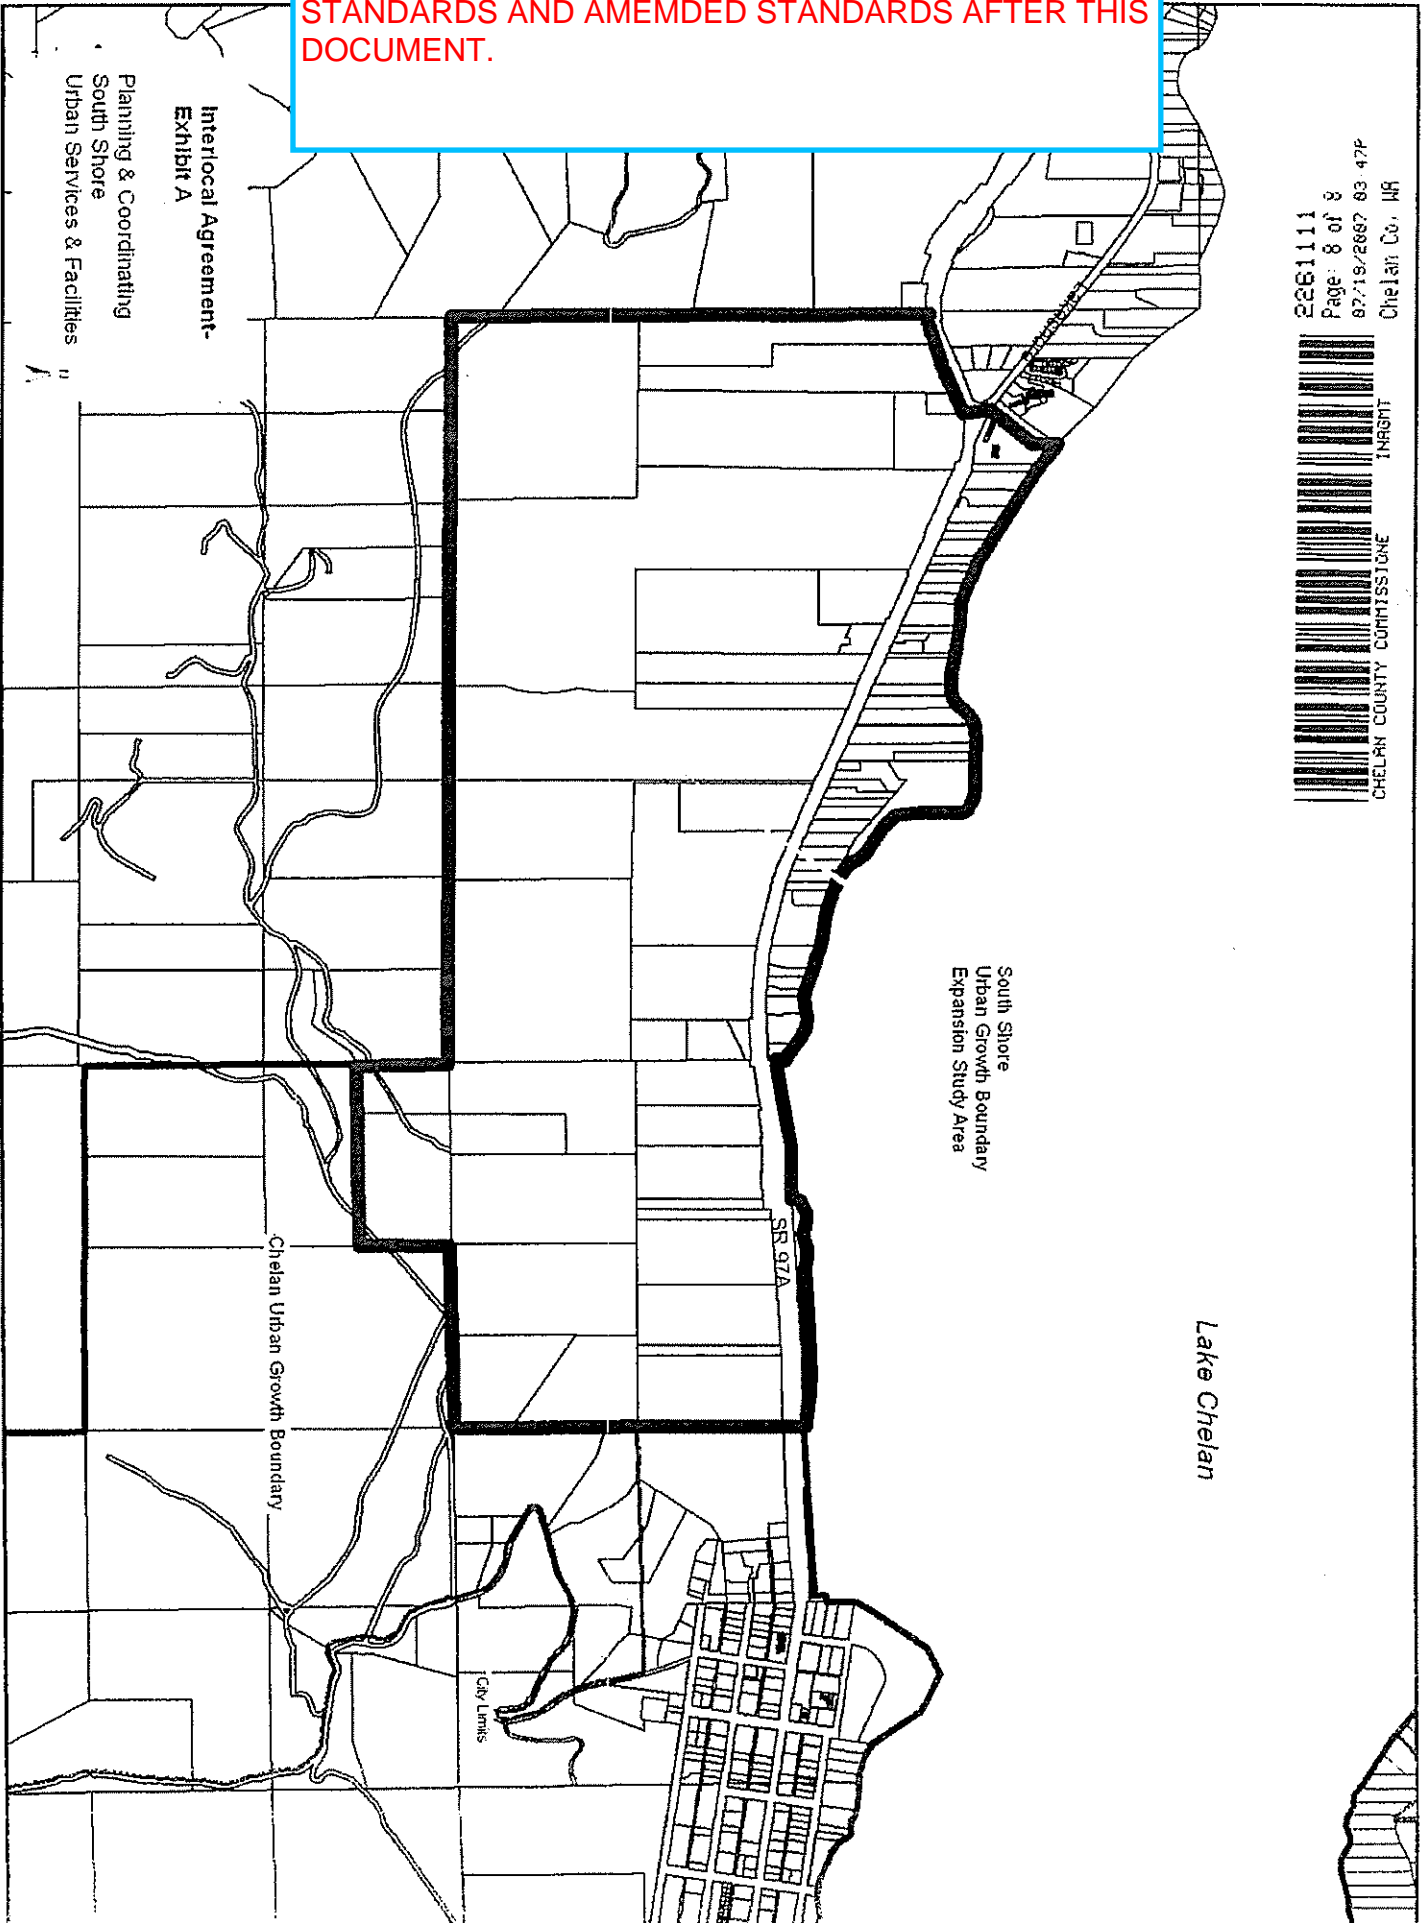 STANDARDS AND AMEMDED STANDARDS AFTER THIS
DOCUMENT.
2261111
Page: 8 of 8
07/19/2007 03:47P
Chelan Co, WA
CHELAN COUNTY COMMISSIONE INAGMT
Lake Chelan
South Shore
Urban Growth Boundary
Expansion Study Area
SR 97A
City Limits
Chelan Urban Growth Boundary
Interlocal Agreement-
Exhibit A
Planning & Coordinating
South Shore
Urban Services & Facilities